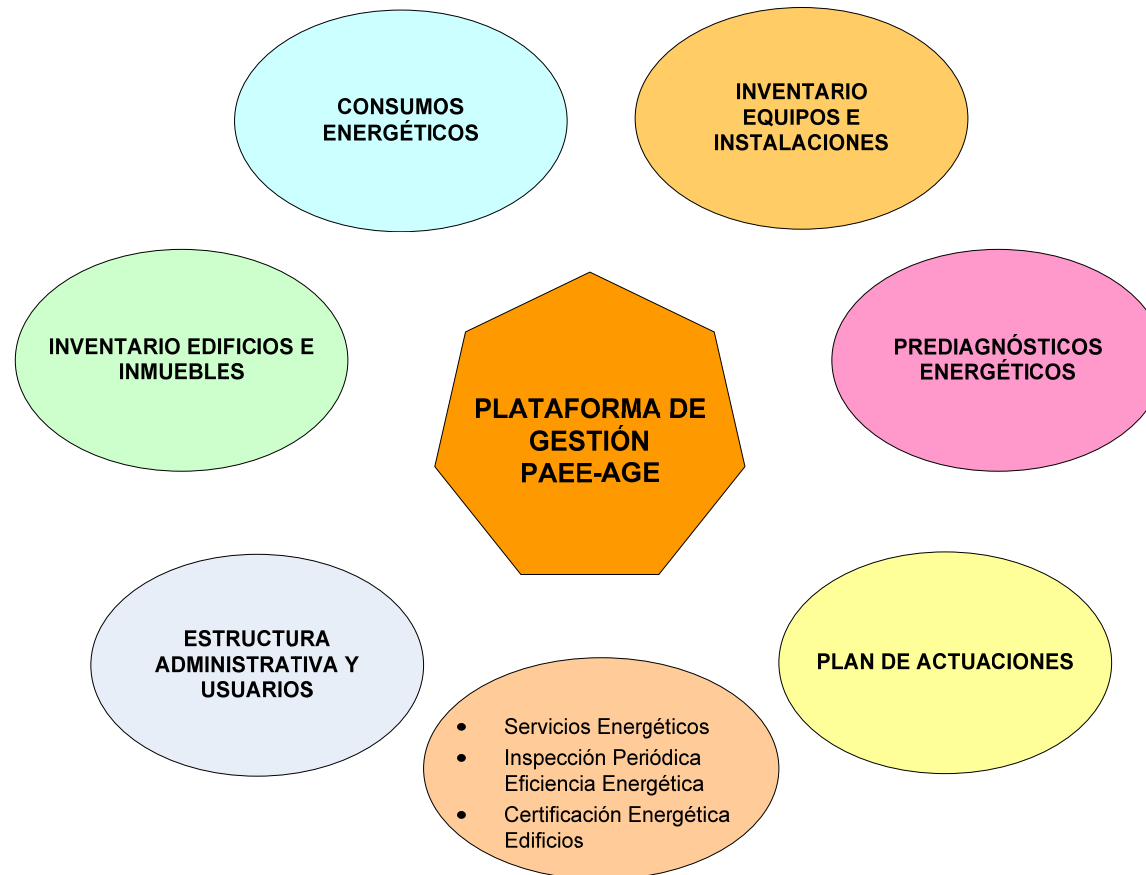 CONSUMOS
ENERGÉTICOS
INVENTARIO
EQUIPOS E
INSTALACIONES
INVENTARIO EDIFICIOS E
INMUEBLES
PREDIAGNÓSTICOS
ENERGÉTICOS
PLATAFORMA DE
GESTIÓN
PAEE-AGE
ESTRUCTURA
ADMINISTRATIVA Y
USUARIOS
PLAN DE ACTUACIONES
• Servicios Energéticos
• Inspección Periódica
Eficiencia Energética
• Certificación Energética
Edificios